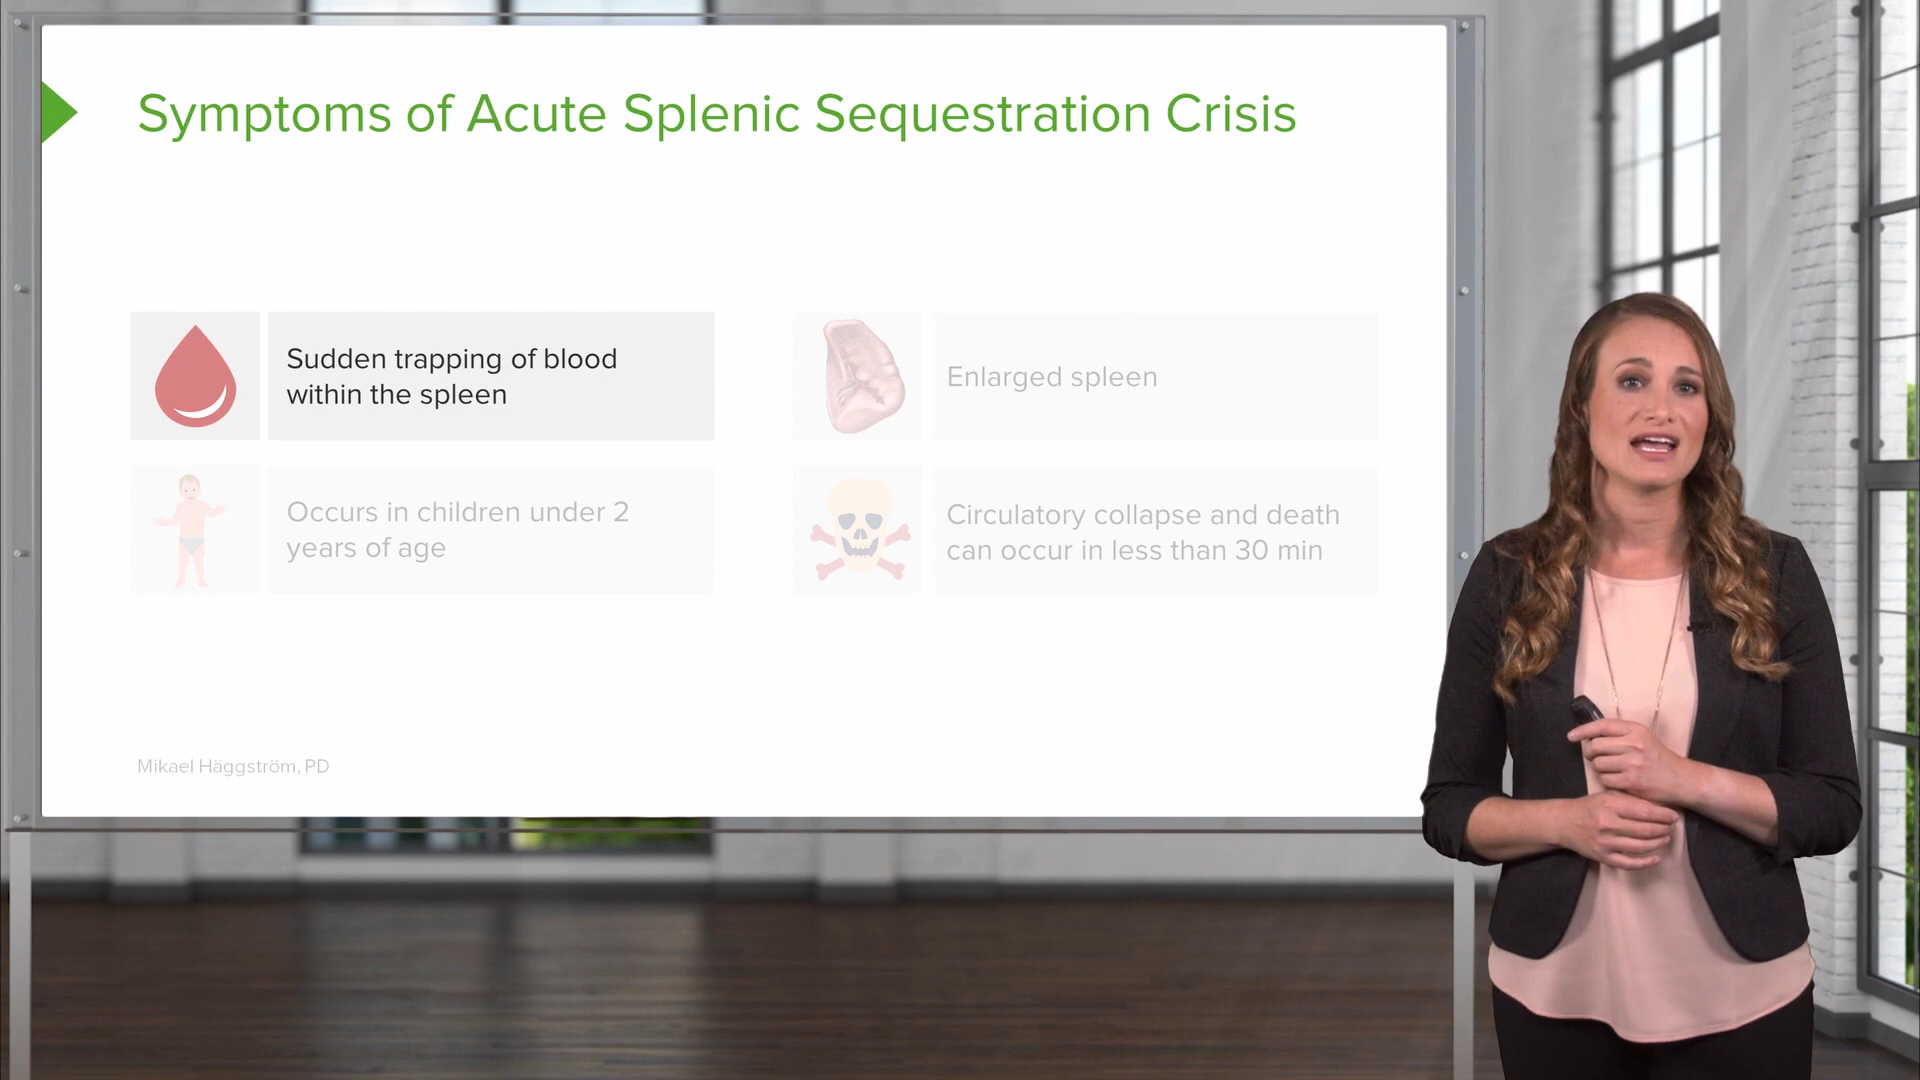 Symptoms of Acute Splenic Sequestration Crisis
Sudden trapping of blood
within the spleen
Enlarged spleen
Occurs in children under 2
years of age
Circulatory collapse and death
can occur in less than 30 min
Mikael Häggström, PD